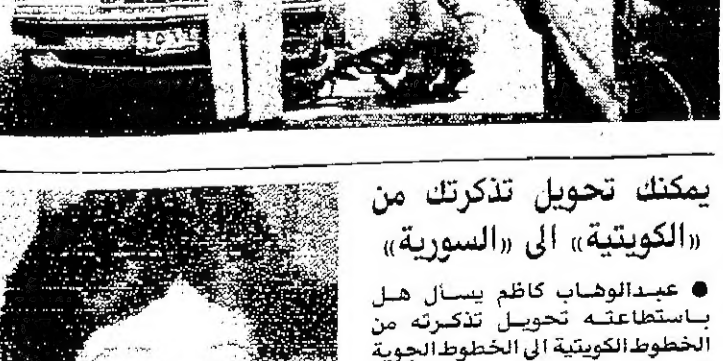 يمكنك تحويل تذكرتك من
«الكويتية» الى «السورية»
● عبدالوهاب كاظم يسأل هل
باستطاعته تحويل تذكرته من
الخطوط الكويتية الى الخطوط الجوية